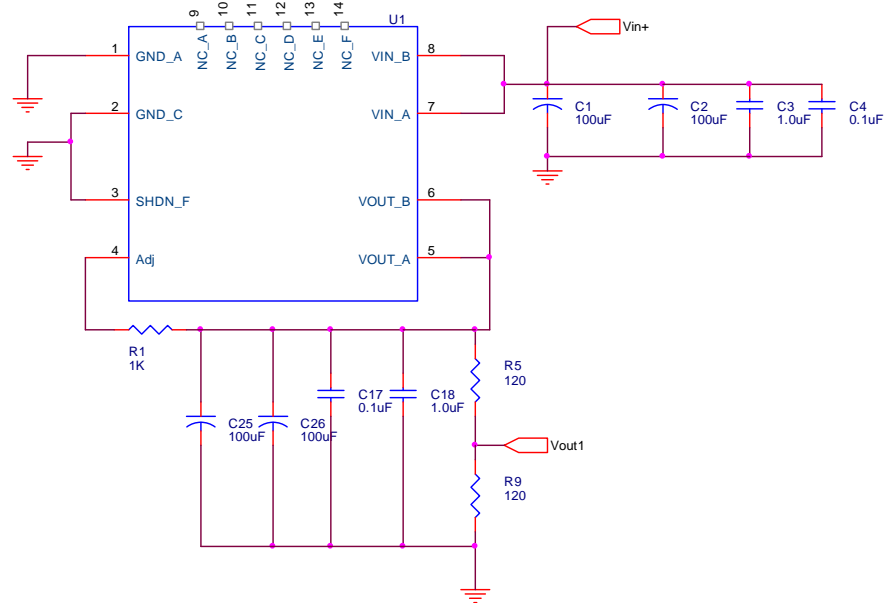 9
10
11
12
13
14
U1
NC_A
NC_B
NC_C
NC_D
NC_E
NC_F
1
GND_A
2
GND_C
3
SHDN_F
4
Adj
VIN_B
8
VIN_A
7
VOUT_B
6
VOUT_A
5
Vin+
C1
100uF
C2
100uF
C3
1.0uF
C4
0.1uF
R1
1K
C25
100uF
C26
100uF
C17
0.1uF
C18
1.0uF
R5
120
Vout1
R9
120